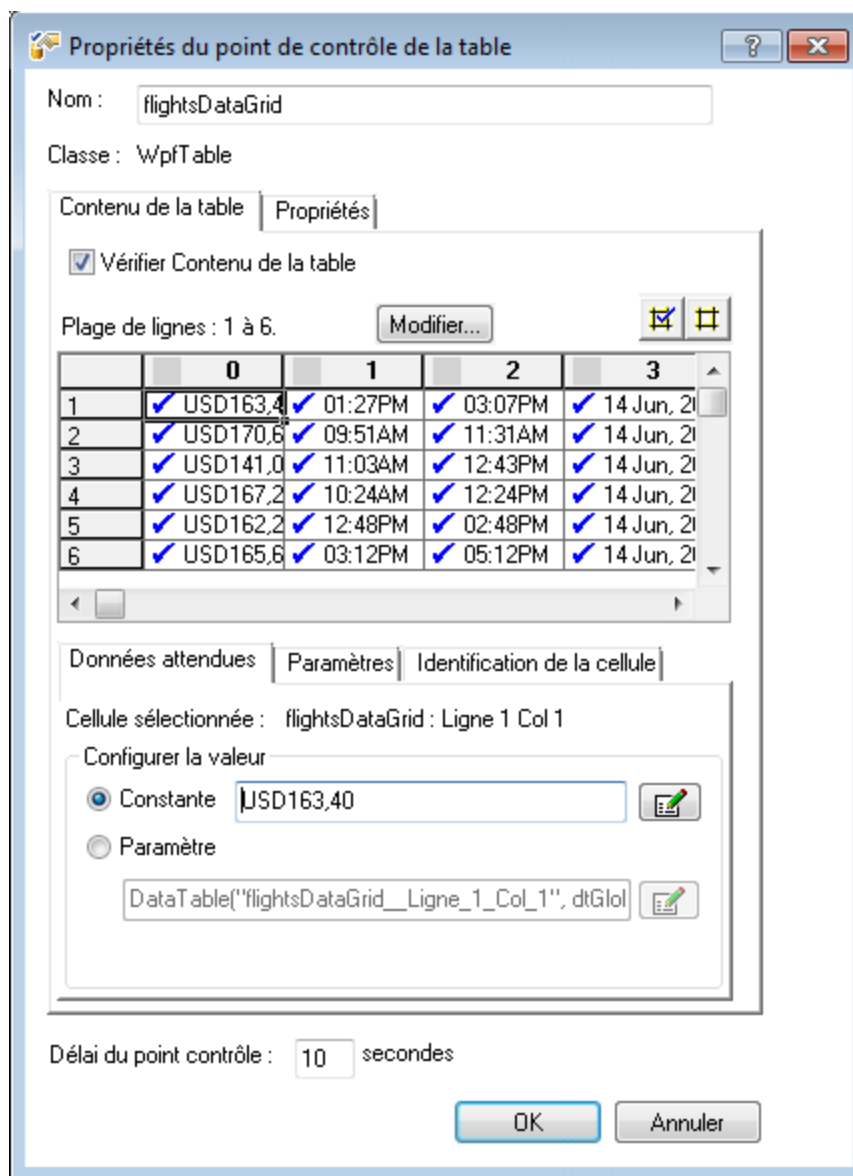 Propriétés du point de contrôle de la table
Nom : flightsDataGrid
Classe : WpfTable
Contenu de la table Propriétés
Vérifier Contenu de la table
Plage de lignes : 1 à 6. Modifier...
0 1 2 3
1 USD163,4 01:27PM 03:07PM 14 Jun, 20
2 USD170,6 09:51AM 11:31AM 14 Jun, 20
3 USD141,0 11:03AM 12:43PM 14 Jun, 20
4 USD167,2 10:24AM 12:24PM 14 Jun, 20
5 USD162,2 12:48PM 02:48PM 14 Jun, 20
6 USD165,6 03:12PM 05:12PM 14 Jun, 20
Données attendues Paramètres Identification de la cellule
Cellule sélectionnée : flightsDataGrid : Ligne 1 Col 1
Configurer la valeur
Constante USD163,40
Paramètre
DataTable("flightsDataGrid__Ligne_1_Col_1", dtGlol
Délai du point contrôle : 10 secondes
OK Annuler